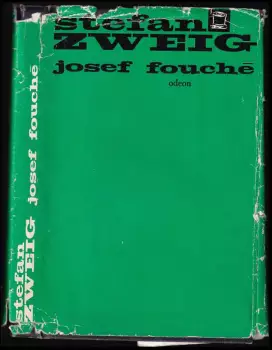 stefan
ZWEIG
josef fouché
odeon
stefan
ZWEIG josef fouché